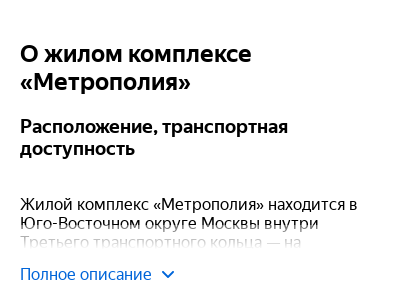 О жилом комплексе
«Метрополия»
Расположение, транспортная
доступность
Жилой комплекс «Метрополия» находится в
Юго-Восточном округе Москвы внутри
Третьего транспортного кольца — на
Полное описание